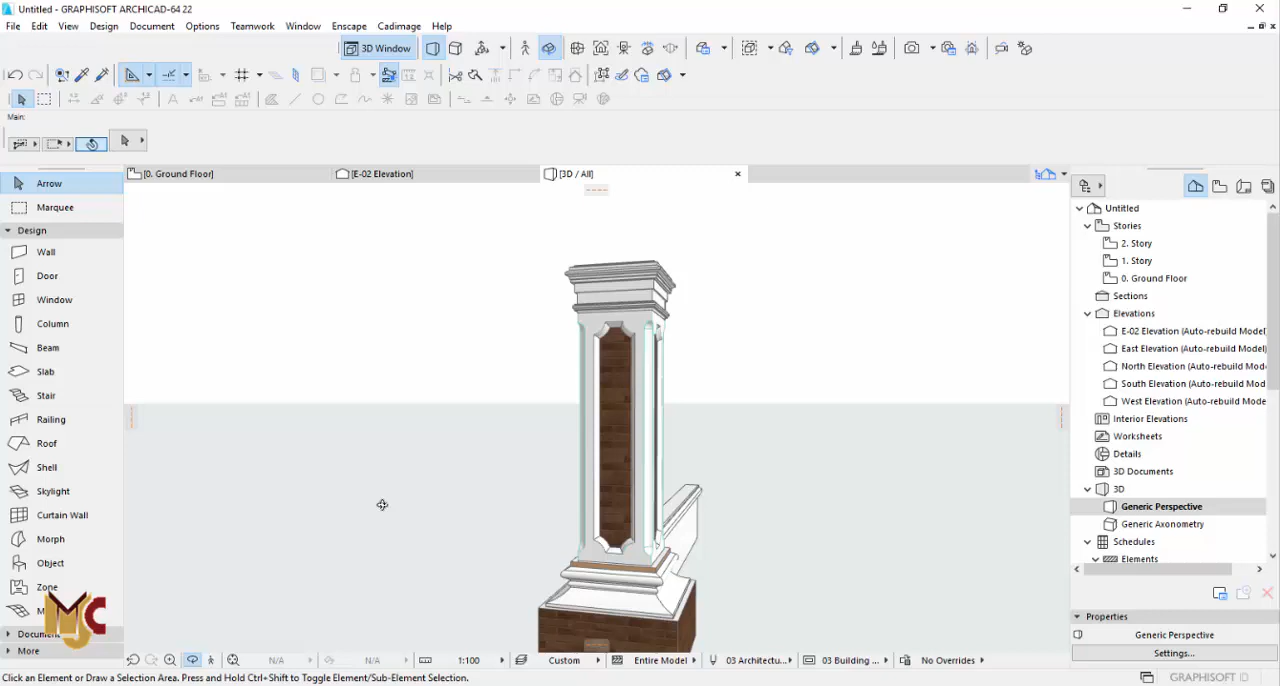 Untitled - GRAPHISOFT ARCHICAD-64 22
File Edit View Design Document Options Teamwork Window Enscape Cadimage Help
3D Window
Main:
[0. Ground Floor] [E-02 Elevation] [3D / All]
Arrow
Marquee
Design
Wall
Door
Window
Column
Beam
Slab
Stair
Railing
Roof
Shell
Skylight
Curtain Wall
Morph
Object
Zone
More
MJC
Untitled
Stories
2. Story
1. Story
0. Ground Floor
Sections
Elevations
E-02 Elevation (Auto-rebuild Model)
East Elevation (Auto-rebuild Model)
North Elevation (Auto-rebuild Mod
South Elevation (Auto-rebuild Mod
West Elevation (Auto-rebuild Mode
Interior Elevations
Worksheets
Details
3D Documents
3D
Generic Perspective
Generic Axonometry
Schedules
Elements
Properties
Generic Perspective
Settings...
N/A N/A 1:100 Custom Entire Model 03 Architectu... 03 Building ... No Overrides
Click an Element or Draw a Selection Area. Press and Hold Ctrl+Shift to Toggle Element/Sub-Element Selection.
GRAPHISOFT ID